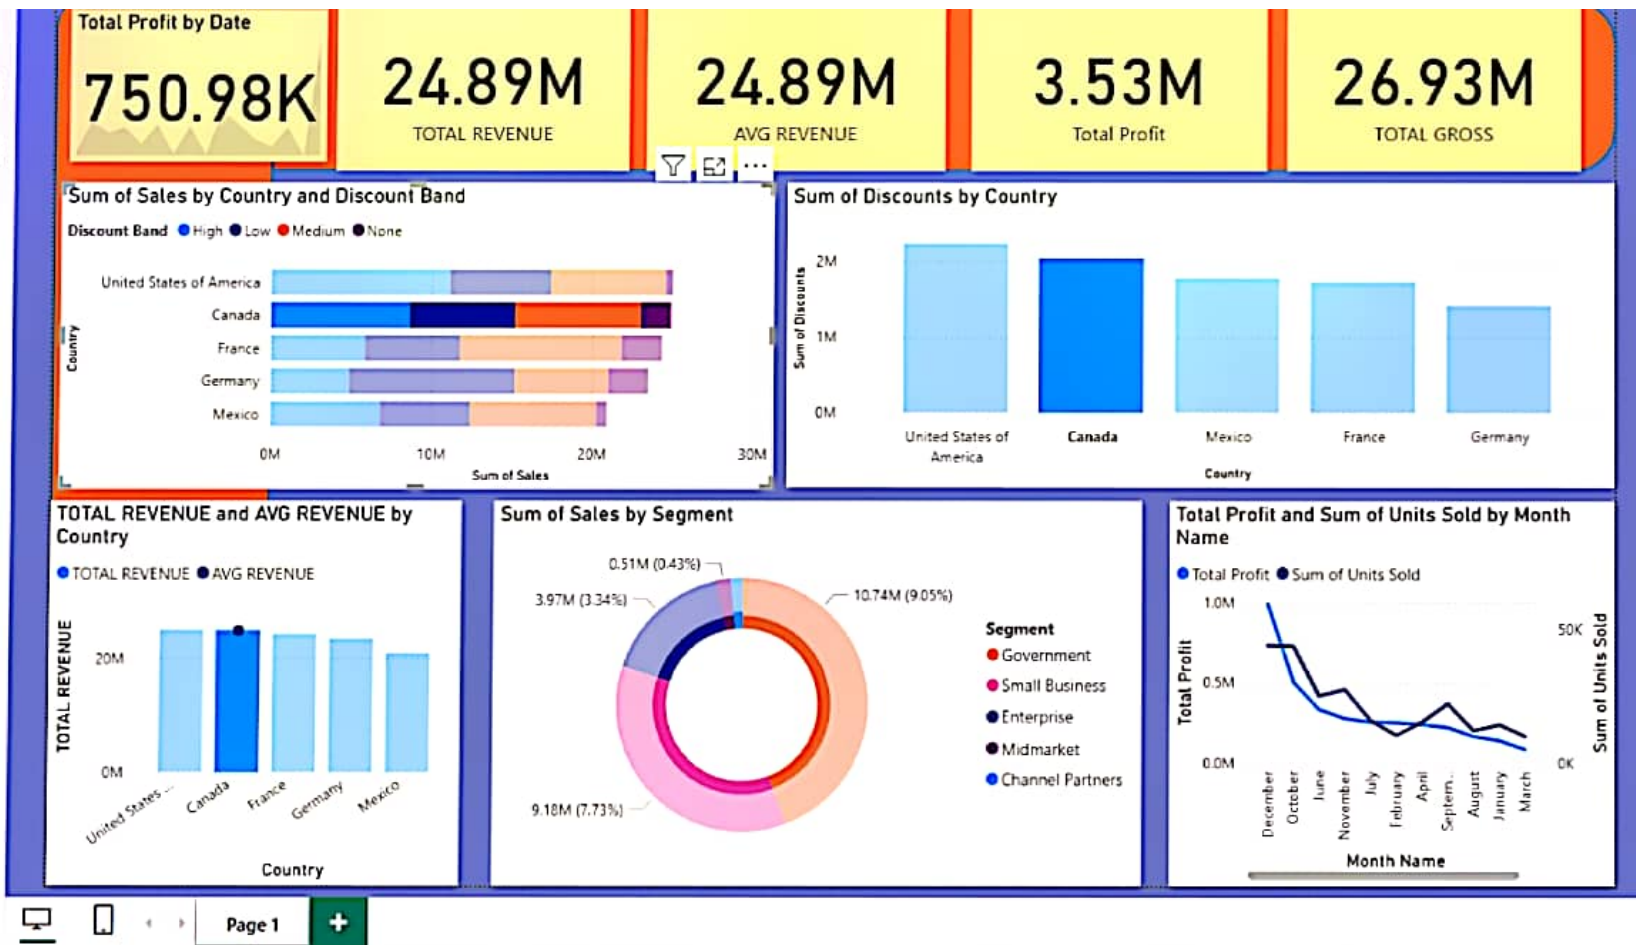 Total Profit by Date
750.98K
24.89M
TOTAL REVENUE
24.89M
AVG REVENUE
3.53M
Total Profit
26.93M
TOTAL GROSS
Sum of Sales by Country and Discount Band
Discount Band High Low Medium None
United States of America
Canada
France
Germany
Mexico
Country
0M 10M 20M 30M
Sum of Sales
Sum of Discounts by Country
Sum of Discounts
2M
1M
0M
United States of
America
Canada
Mexico
France
Germany
Country
TOTAL REVENUE and AVG REVENUE by
Country
TOTAL REVENUE AVG REVENUE
TOTAL REVENUE
20M
0M
United States ...
Canada
France
Germany
Mexico
Country
Sum of Sales by Segment
0.51M (0.43%)
3.97M (3.34%)
10.74M (9.05%)
9.18M (7.73%)
Segment
Government
Small Business
Enterprise
Midmarket
Channel Partners
Total Profit and Sum of Units Sold by Month
Name
Total Profit Sum of Units Sold
Total Profit
1.0M
0.5M
0.0M
50K
0K
Sum of Units Sold
December
October
June
November
July
February
April
Septem...
August
January
March
Month Name
Page 1